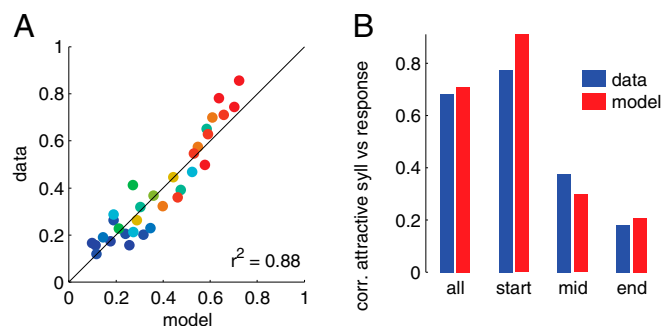 A
1
0.8
0.6
0.4
0.2
0
data
0 0.2 0.4 0.6 0.8 1
model
r² = 0.88
B
corr. attractive syll vs response
0.8
0.6
0.4
0.2
0
data
model
all start mid end